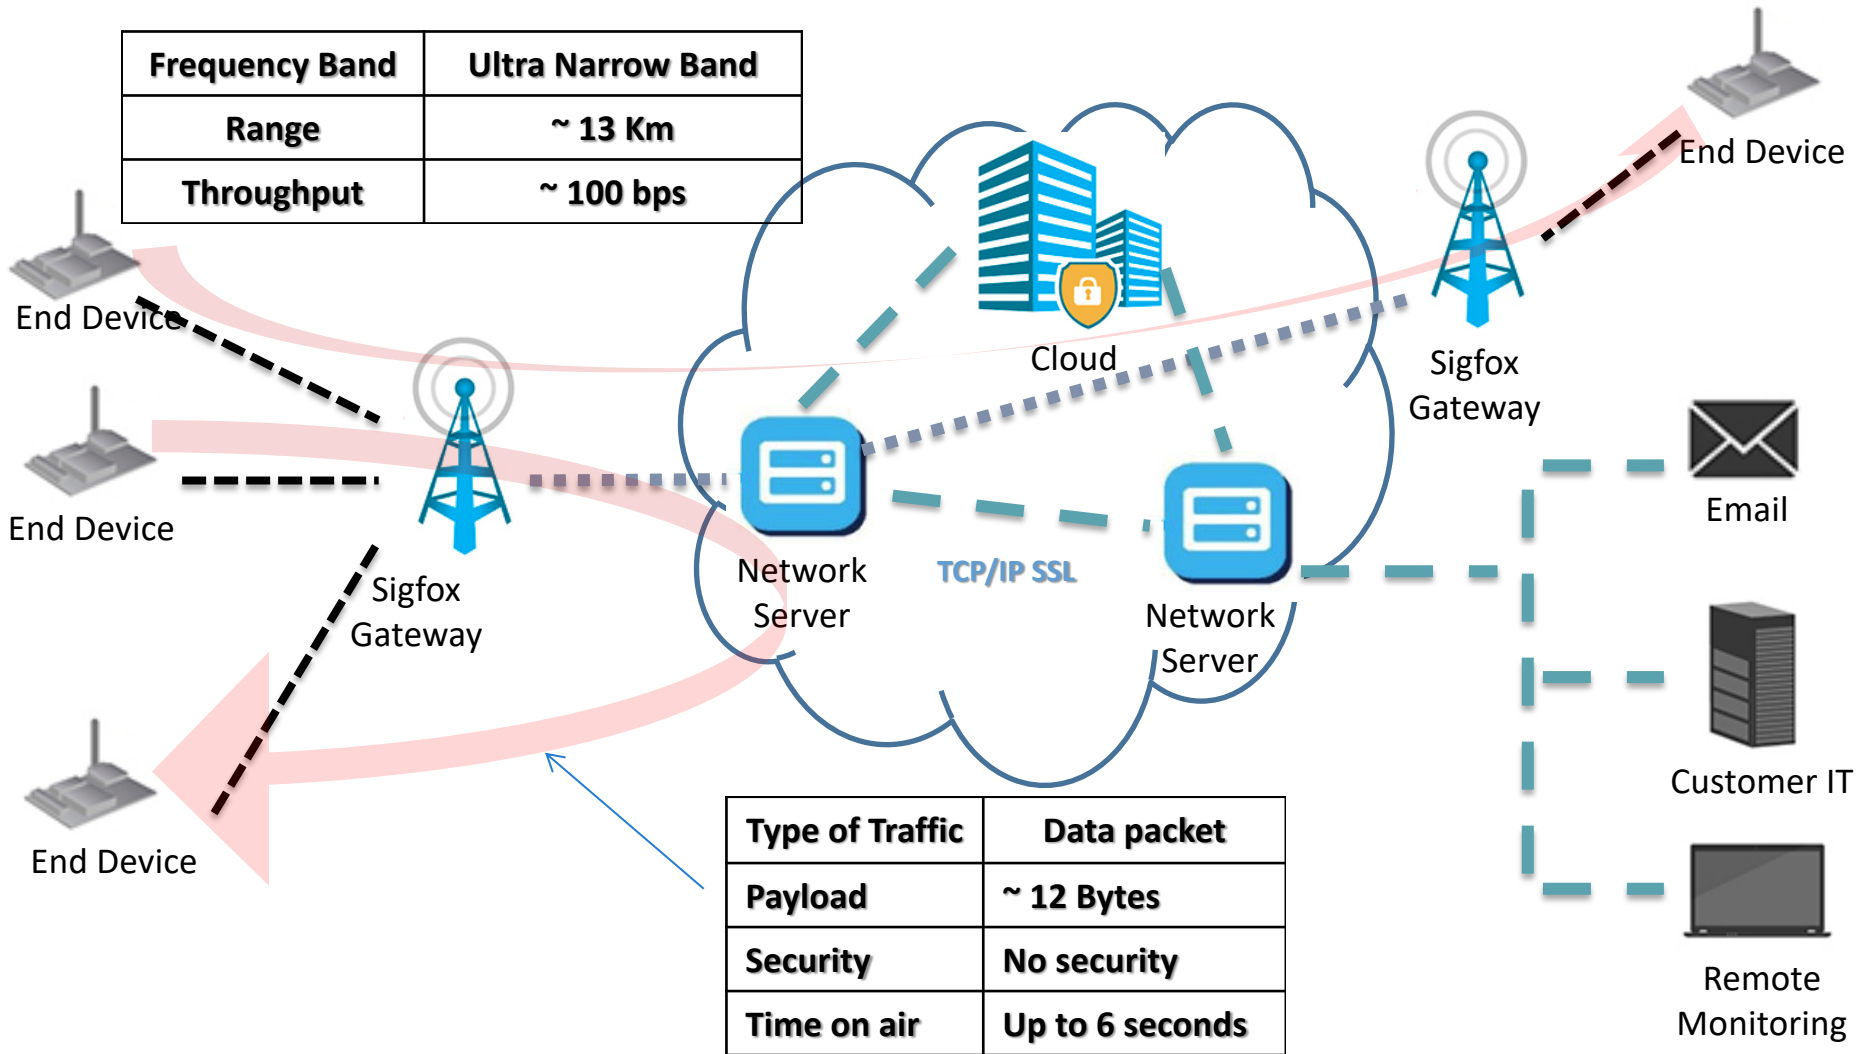 Frequency Band Ultra Narrow Band
Range ~ 13 Km
Throughput ~ 100 bps
End Device
End Device
Cloud
Sigfox
Gateway
End Device
Sigfox
Gateway
Network
Server
TCP/IP SSL
Network
Server
Email
End Device
Customer IT
Remote
Monitoring
Type of Traffic Data packet
Payload ~ 12 Bytes
Security No security
Time on air Up to 6 seconds